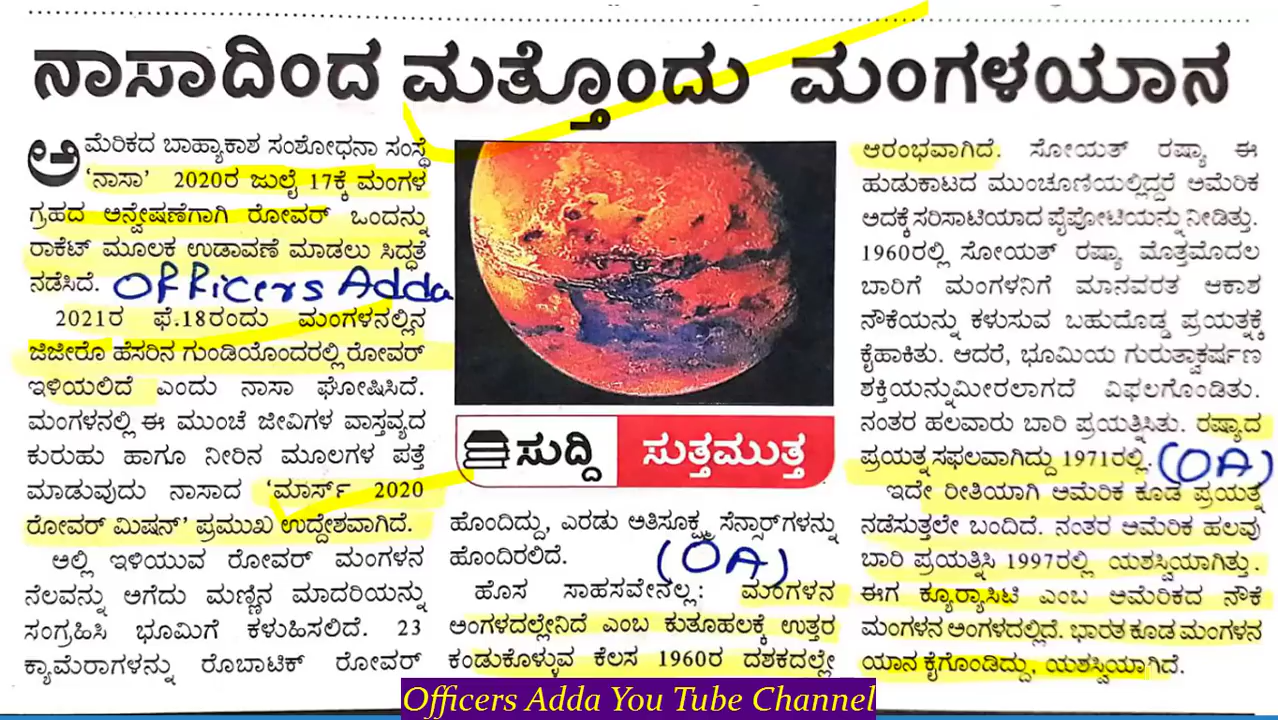 ನಾಸಾದಿಂದ ಮತ್ತೊಂದು ಮಂಗಳಯಾನ
ಅಮೆರಿಕದ ಬಾಹ್ಯಾಕಾಶ ಸಂಶೋಧನಾ ಸಂಸ್ಥೆ
‘ನಾಸಾ’ 2020ರ ಜುಲೈ 17ಕ್ಕೆ ಮಂಗಳ
ಗ್ರಹದ ಅನ್ವೇಷಣೆಗಾಗಿ ರೋವರ್ ಒಂದನ್ನು
ರಾಕೆಟ್ ಮೂಲಕ ಉಡಾವಣೆ ಮಾಡಲು ಸಿದ್ಧತೆ
ನಡೆಸಿದೆ. Officers Adda
2021ರ ಫೆ.18ರಂದು ಮಂಗಳನಲ್ಲಿನ
ಜಿಜೀರೊ ಹೆಸರಿನ ಗುಂಡಿಯೊಂದರಲ್ಲಿ ರೋವರ್
ಇಳಿಯಲಿದೆ ಎಂದು ನಾಸಾ ಘೋಷಿಸಿದೆ.
ಮಂಗಳನಲ್ಲಿ ಈ ಮುಂಚೆ ಜೀವಿಗಳ ವಾಸ್ತವ್ಯದ
ಕುರುಹು ಹಾಗೂ ನೀರಿನ ಮೂಲಗಳ ಪತ್ತೆ
ಮಾಡುವುದು ನಾಸಾದ ‘ಮಾರ್ಸ್ 2020
ರೋವರ್ ಮಿಷನ್’ ಪ್ರಮುಖ ಉದ್ದೇಶವಾಗಿದೆ.
ಅಲ್ಲಿ ಇಳಿಯುವ ರೋವರ್ ಮಂಗಳನ
ನೆಲವನ್ನು ಅಗೆದು ಮಣ್ಣಿನ ಮಾದರಿಯನ್ನು
ಸಂಗ್ರಹಿಸಿ ಭೂಮಿಗೆ ಕಳುಹಿಸಲಿದೆ. 23
ಕ್ಯಾಮೆರಾಗಳನ್ನು ರೊಬಾಟಿಕ್ ರೋವರ್
ಸುದ್ದಿ ಸುತ್ತಮುತ್ತ
ಹೊಂದಿದ್ದು, ಎರಡು ಅತಿಸೂಕ್ಷ್ಮ ಸೆನ್ಸಾರ್‌ಗಳನ್ನು
ಹೊಂದಿರಲಿದೆ.
(OA)
ಹೊಸ ಸಾಹಸವೇನಲ್ಲ: ಮಂಗಳನ
ಅಂಗಳದಲ್ಲೇನಿದೆ ಎಂಬ ಕುತೂಹಲಕ್ಕೆ ಉತ್ತರ
ಕಂಡುಕೊಳ್ಳುವ ಕೆಲಸ 1960ರ ದಶಕದಲ್ಲೇ
ಆರಂಭವಾಗಿದೆ. ಸೋಯತ್ ರಷ್ಯಾ ಈ
ಹುಡುಕಾಟದ ಮುಂಚೂಣಿಯಲ್ಲಿದ್ದರೆ ಅಮೆರಿಕ
ಅದಕ್ಕೆ ಸರಿಸಾಟಿಯಾದ ಪೈಪೋಟಿಯನ್ನು ನೀಡಿತ್ತು.
1960ರಲ್ಲಿ ಸೋಯತ್ ರಷ್ಯಾ ಮೊತ್ತಮೊದಲ
ಬಾರಿಗೆ ಮಂಗಳನಿಗೆ ಮಾನವರತ ಆಕಾಶ
ನೌಕೆಯನ್ನು ಕಳುಸುವ ಬಹುದೊಡ್ಡ ಪ್ರಯತ್ನಕ್ಕೆ
ಕೈಹಾಕಿತು. ಆದರೆ, ಭೂಮಿಯ ಗುರುತ್ವಾಕರ್ಷಣ
ಶಕ್ತಿಯನ್ನುಮೀರಲಾಗದೆ ವಿಫಲಗೊಂಡಿತು.
ನಂತರ ಹಲವಾರು ಬಾರಿ ಪ್ರಯತ್ನಿಸಿತು. ರಷ್ಯಾದ
ಪ್ರಯತ್ನ ಸಫಲವಾಗಿದ್ದು 1971ರಲ್ಲಿ. (OA)
ಇದೇ ರೀತಿಯಾಗಿ ಅಮೆರಿಕ ಕೂಡ ಪ್ರಯತ್ನ
ನಡೆಸುತ್ತಲೇ ಬಂದಿದೆ. ನಂತರ ಅಮೆರಿಕ ಹಲವು
ಬಾರಿ ಪ್ರಯತ್ನಿಸಿ 1997ರಲ್ಲಿ ಯಶಸ್ವಿಯಾಗಿತ್ತು.
ಈಗ ಕ್ಯೂರ‍್ಯಾಸಿಟಿ ಎಂಬ ಅಮೆರಿಕದ ನೌಕೆ
ಮಂಗಳನ ಅಂಗಳದಲ್ಲಿದೆ. ಭಾರತ ಕೂಡ ಮಂಗಳನ
ಯಾನ ಕೈಗೊಂಡಿದ್ದು, ಯಶಸ್ವಿಯಾಗಿದೆ.
Officers Adda You Tube Channel